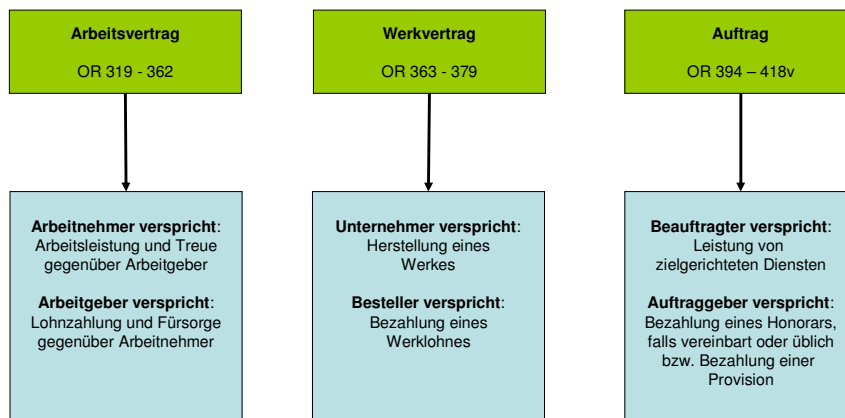 Arbeitsvertrag
OR 319 - 362
Werkvertrag
OR 363 - 379
Auftrag
OR 394 – 418v
Arbeitnehmer verspricht:
Arbeitsleistung und Treue
gegenüber Arbeitgeber
Arbeitgeber verspricht:
Lohnzahlung und Fürsorge
gegenüber Arbeitnehmer
Unternehmer verspricht:
Herstellung eines
Werkes
Besteller verspricht:
Bezahlung eines
Werklohnes
Beauftragter verspricht:
Leistung von
zielgerichteten Diensten
Auftraggeber verspricht:
Bezahlung eines Honorars,
falls vereinbart oder üblich
bzw. Bezahlung einer
Provision